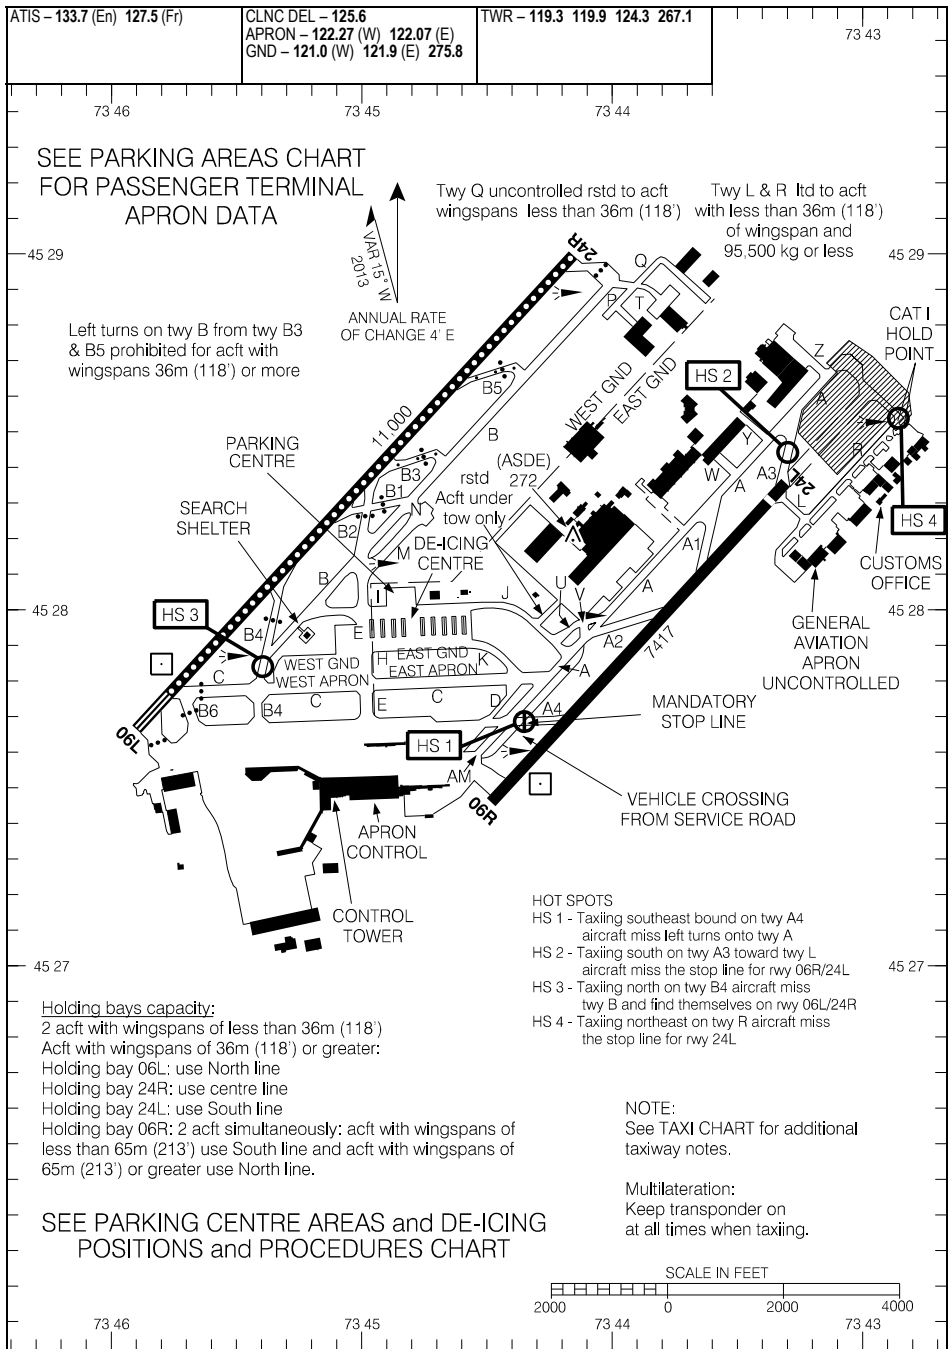 ATIS – 133.7 (En) 127.5 (Fr)
CLNC DEL – 125.6
APRON – 122.27 (W) 122.07 (E)
GND – 121.0 (W) 121.9 (E) 275.8
TWR – 119.3 119.9 124.3 267.1
73 43
73 46
73 45
73 44
SEE PARKING AREAS CHART
FOR PASSENGER TERMINAL
APRON DATA
VAR 15° W
2013
ANNUAL RATE
OF CHANGE 4' E
Twy Q uncontrolled rstd to acft
wingspans less than 36m (118')
Twy L & R ltd to acft
with less than 36m (118')
of wingspan and
95,500 kg or less
45 29
45 29
24R
Q
P
T
Left turns on twy B from twy B3
& B5 prohibited for acft with
wingspans 36m (118') or more
CAT I
HOLD
POINT
WEST GND
EAST GND
HS 2
Z
A
B5
11,000
B
Y
R
PARKING
CENTRE
B3
B1
N
(ASDE)
272
rstd
Acft under
tow only
W
A
A3
24L
L
SEARCH
SHELTER
B2
M
DE-ICING
CENTRE
A1
HS 4
CUSTOMS
OFFICE
B
I
J
U
V
A
45 28
45 28
HS 3
B4
E
A2
7417
GENERAL
AVIATION
APRON
UNCONTROLLED
WEST GND
WEST APRON
H
EAST GND
EAST APRON
K
A
C
B6
B4
C
E
C
D
A4
MANDATORY
STOP LINE
06L
HS 1
AM
06R
VEHICLE CROSSING
FROM SERVICE ROAD
APRON
CONTROL
CONTROL
TOWER
HOT SPOTS
HS 1 - Taxiing southeast bound on twy A4
aircraft miss left turns onto twy A
HS 2 - Taxiing south on twy A3 toward twy L
aircraft miss the stop line for rwy 06R/24L
HS 3 - Taxiing north on twy B4 aircraft miss
twy B and find themselves on rwy 06L/24R
HS 4 - Taxiing northeast on twy R aircraft miss
the stop line for rwy 24L
45 27
45 27
Holding bays capacity:
2 acft with wingspans of less than 36m (118')
Acft with wingspans of 36m (118') or greater:
Holding bay 06L: use North line
Holding bay 24R: use centre line
Holding bay 24L: use South line
Holding bay 06R: 2 acft simultaneously: acft with wingspans of
less than 65m (213') use South line and acft with wingspans of
65m (213') or greater use North line.
NOTE:
See TAXI CHART for additional
taxiway notes.
Multilateration:
Keep transponder on
at all times when taxiing.
SEE PARKING CENTRE AREAS and DE-ICING
POSITIONS and PROCEDURES CHART
SCALE IN FEET
2000 0 2000 4000
73 46
73 45
73 44
73 43